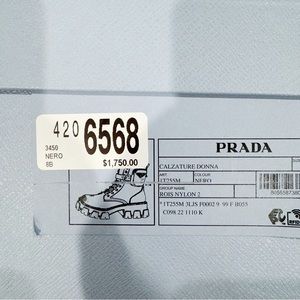 420 6568
3450
NERO
8B
$1,750.00
PRADA
CALZATURE DONNA
ART
COLOUR
1T255M
NERO
GROUP NAME
ROIS NYLON 2
*1T255M 3LJS F0002 9 99 F B055
C098 22 1110 K